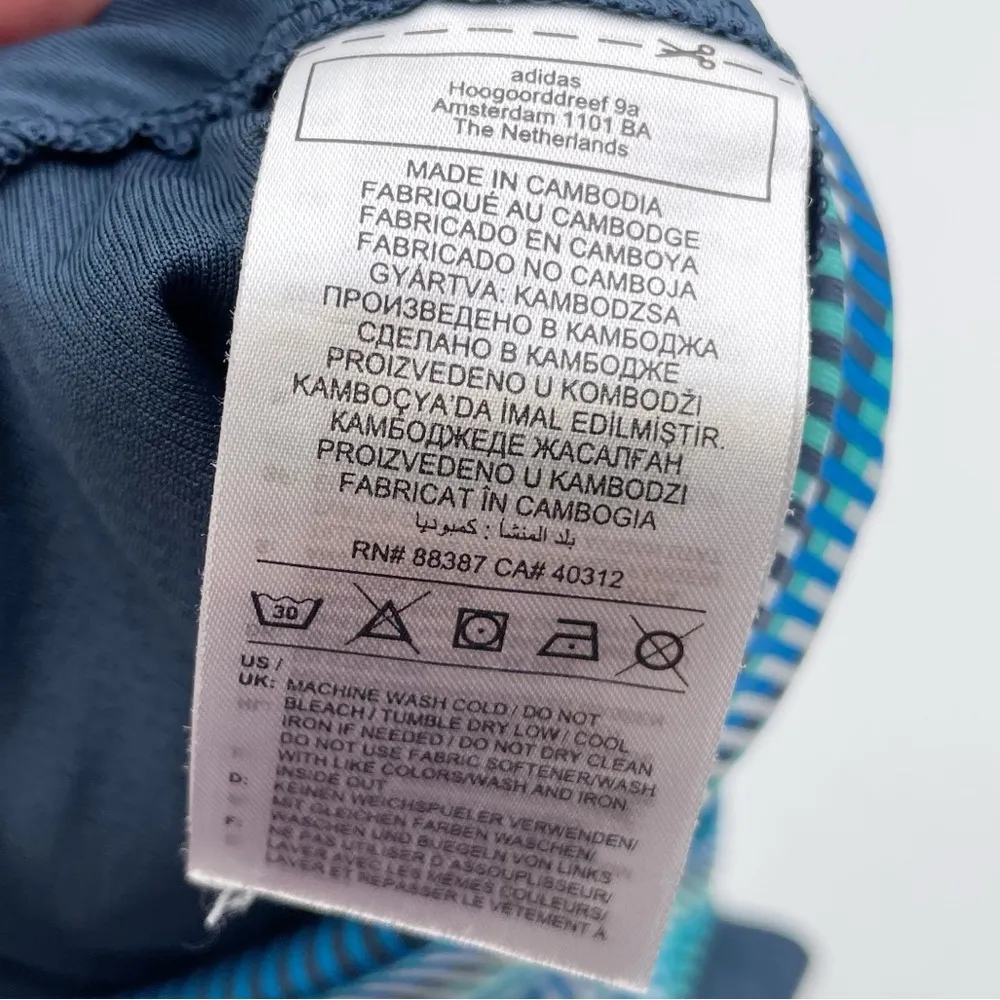 adidas
Hoogoorddreef 9a
Amsterdam 1101 BA
The Netherlands
MADE IN CAMBODIA
FABRIQUÉ AU CAMBODGE
FABRICADO EN CAMBOYA
FABRICADO NO CAMBOJA
GYÁRTVA: KAMBODZSA
ПРОИЗВЕДЕНО В КАМБОДЖА
СДЕЛАНО В КАМБОДЖЕ
PROIZVEDENO U KOMBODŽI
KAMBOÇYA'DA İMAL EDİLMİŞTİR.
КАМБОДЖЕДЕ ЖАСАЛҒАН
PROIZVEDENO U KAMBODZI
FABRICAT ÎN CAMBOGIA
بلد المنشا : كمبوديا
RN# 88387 CA# 40312
30
US /
UK: MACHINE WASH COLD / DO NOT
BLEACH / TUMBLE DRY LOW / COOL
IRON IF NEEDED / DO NOT DRY CLEAN
DO NOT USE FABRIC SOFTENER/WASH
WITH LIKE COLORS/WASH AND IRON
INSIDE OUT
D: KEINEN WEICHSPUELER VERWENDEN/
MIT GLEICHEN FARBEN WASCHEN/
WASCHEN UND BUEGELN VON LINKS
F: NE PAS UTILISER D'ASSOUPLISSEUR/
LAVER AVEC LES MÊMES COULEURS/
LAVER ET REPASSER LE VÊTEMENT A